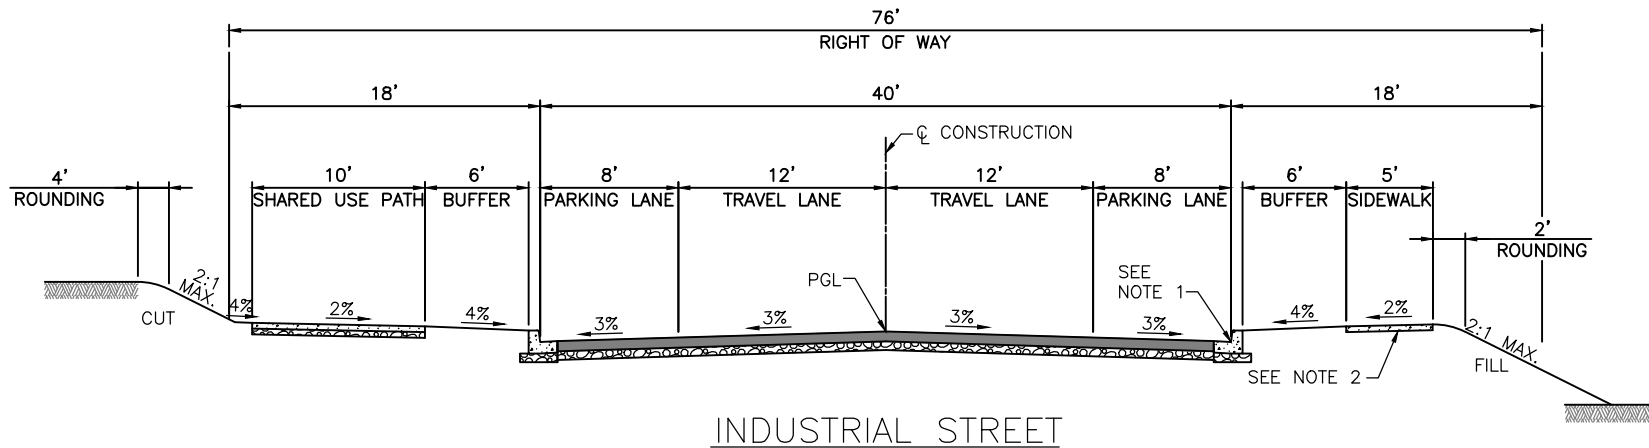 76'
RIGHT OF WAY
18'
40'
18'
℄ CONSTRUCTION
4'
ROUNDING
10'
SHARED USE PATH
6'
BUFFER
8'
PARKING LANE
12'
TRAVEL LANE
12'
TRAVEL LANE
8'
PARKING LANE
6'
BUFFER
5'
SIDEWALK
2'
ROUNDING
2:1
MAX.
CUT
4%
2%
4%
3%
3%
PGL
3%
3%
SEE
NOTE 1
4%
2%
SEE NOTE 2
2:1 MAX.
FILL
INDUSTRIAL STREET